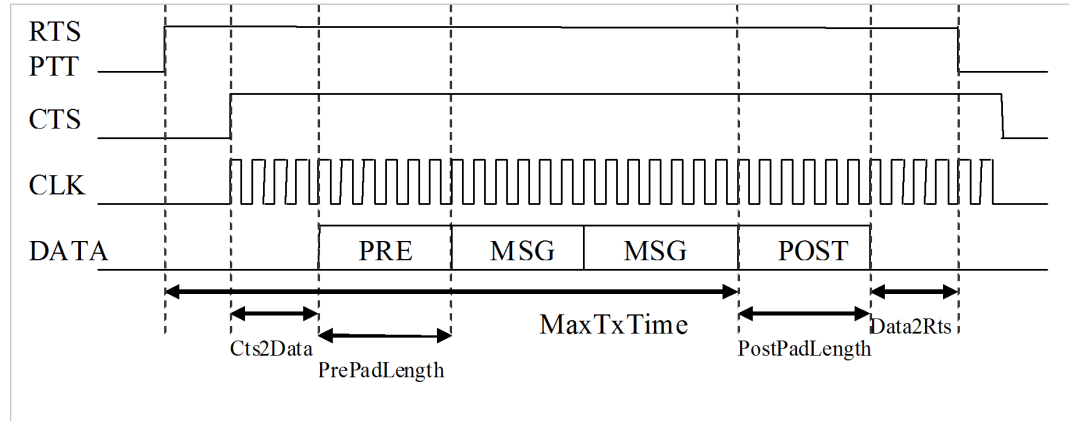 RTS
PTT
CTS
CLK
DATA PRE MSG MSG POST
MaxTxTime Data2Rts
Cts2Data PostPadLength
PrePadLength